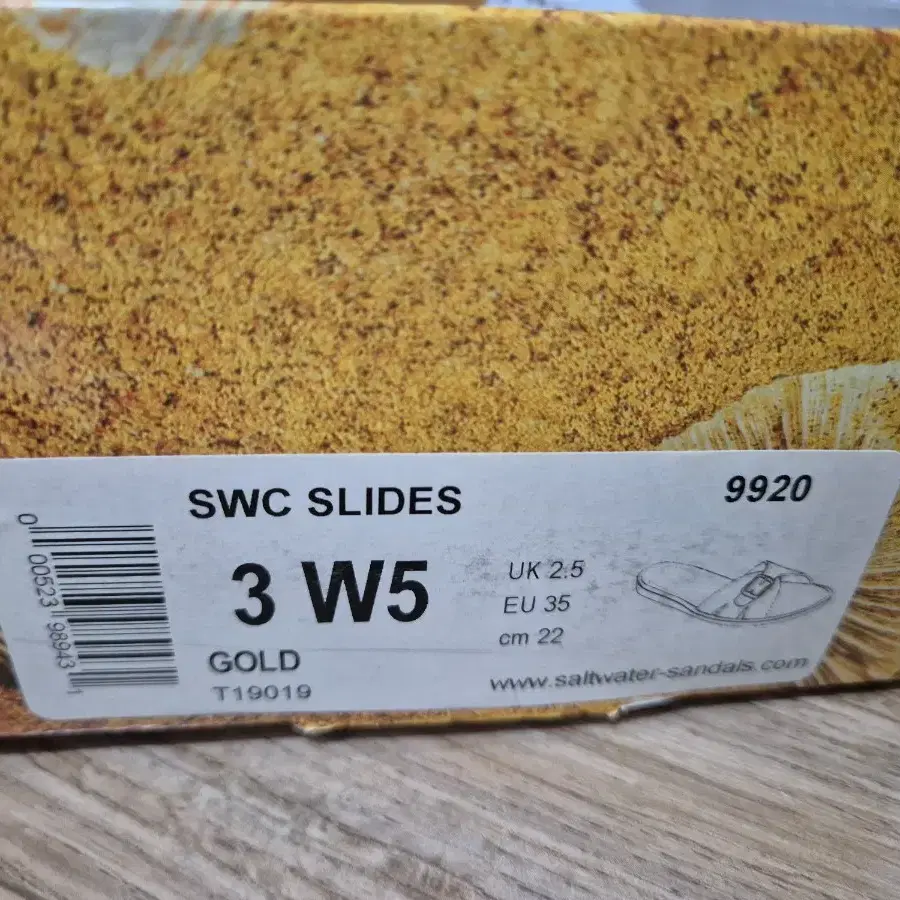 SWC SLIDES
9920
3 W5
UK 2.5
EU 35
cm 22
GOLD
T19019
www.saltwater-sandals.com
0 00523 98943 1